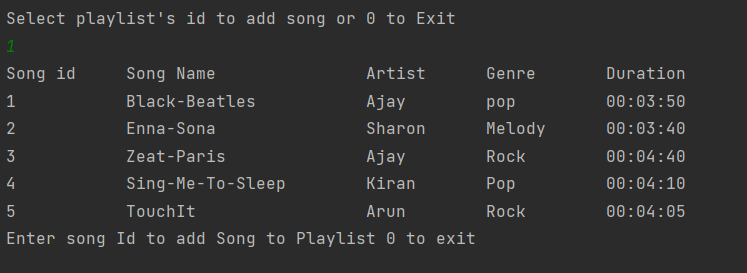 Select playlist's id to add song or 0 to Exit
1
Song id Song Name Artist Genre Duration
1 Black-Beatles Ajay pop 00:03:50
2 Enna-Sona Sharon Melody 00:03:40
3 Zeat-Paris Ajay Rock 00:04:40
4 Sing-Me-To-Sleep Kiran Pop 00:04:10
5 TouchIt Arun Rock 00:04:05
Enter song Id to add Song to Playlist 0 to exit